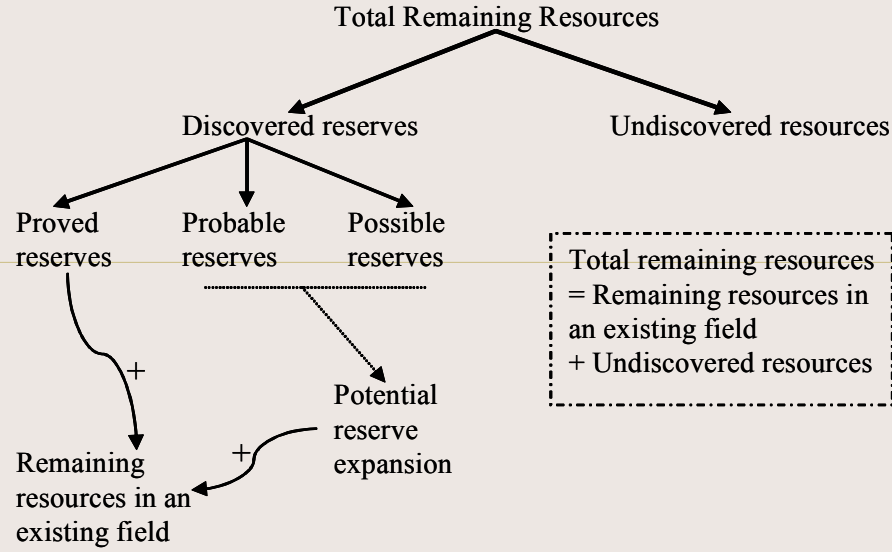 Total Remaining Resources
Discovered reserves
Undiscovered resources
Proved
reserves
Probable
reserves
Possible
reserves
Total remaining resources
= Remaining resources in
an existing field
+ Undiscovered resources
+
Potential
reserve
expansion
+
Remaining
resources in an
existing field